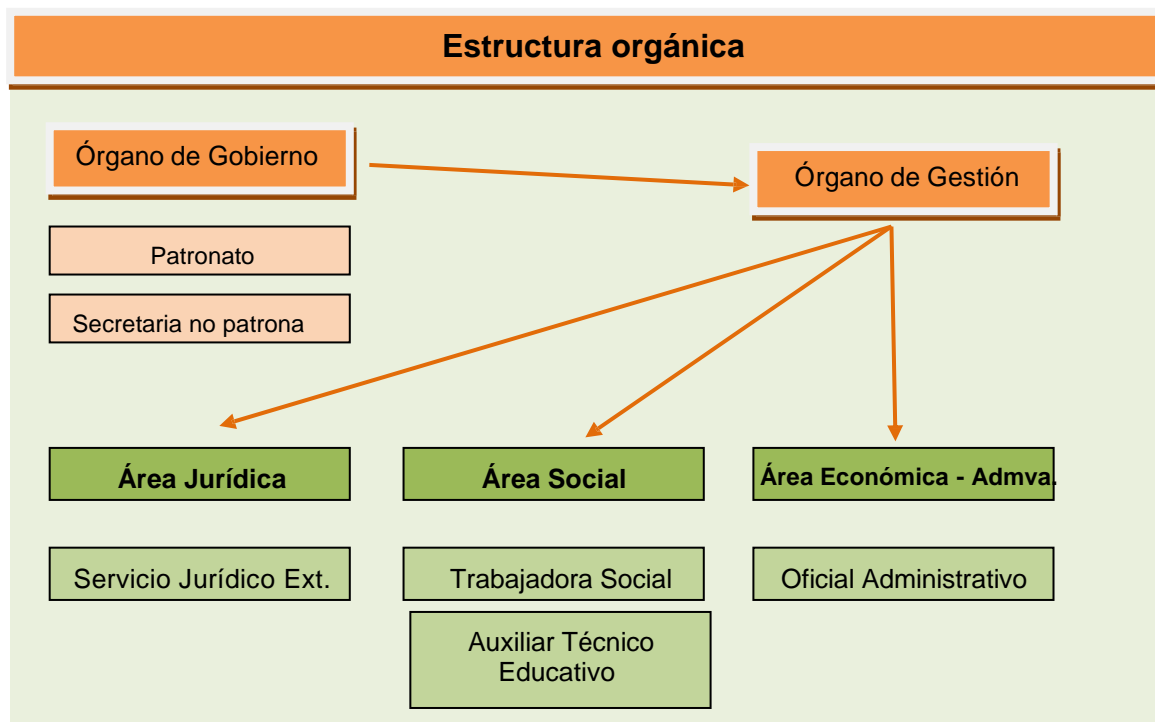 Estructura orgánica
Órgano de Gobierno
Órgano de Gestión
Patronato
Secretaria no patrona
Área Jurídica
Área Social
Área Económica - Admva.
Servicio Jurídico Ext.
Trabajadora Social
Oficial Administrativo
Auxiliar Técnico
Educativo